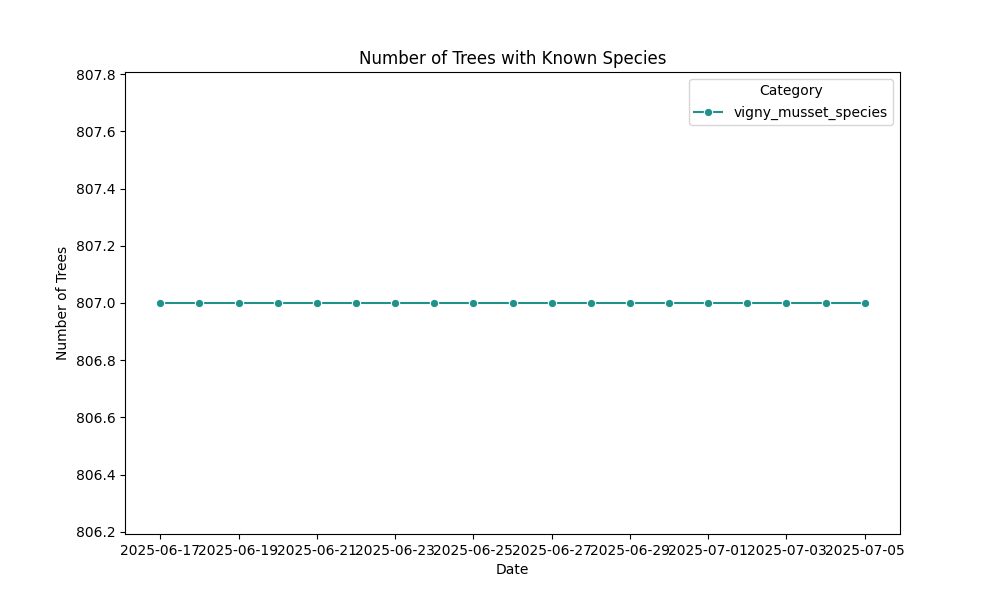 Number of Trees with Known Species
Category
vigny_musset_species
Number of Trees
807.8
807.6
807.4
807.2
807.0
806.8
806.6
806.4
806.2
2025-06-17 2025-06-19 2025-06-21 2025-06-23 2025-06-25 2025-06-27 2025-06-29 2025-07-01 2025-07-03 2025-07-05
Date